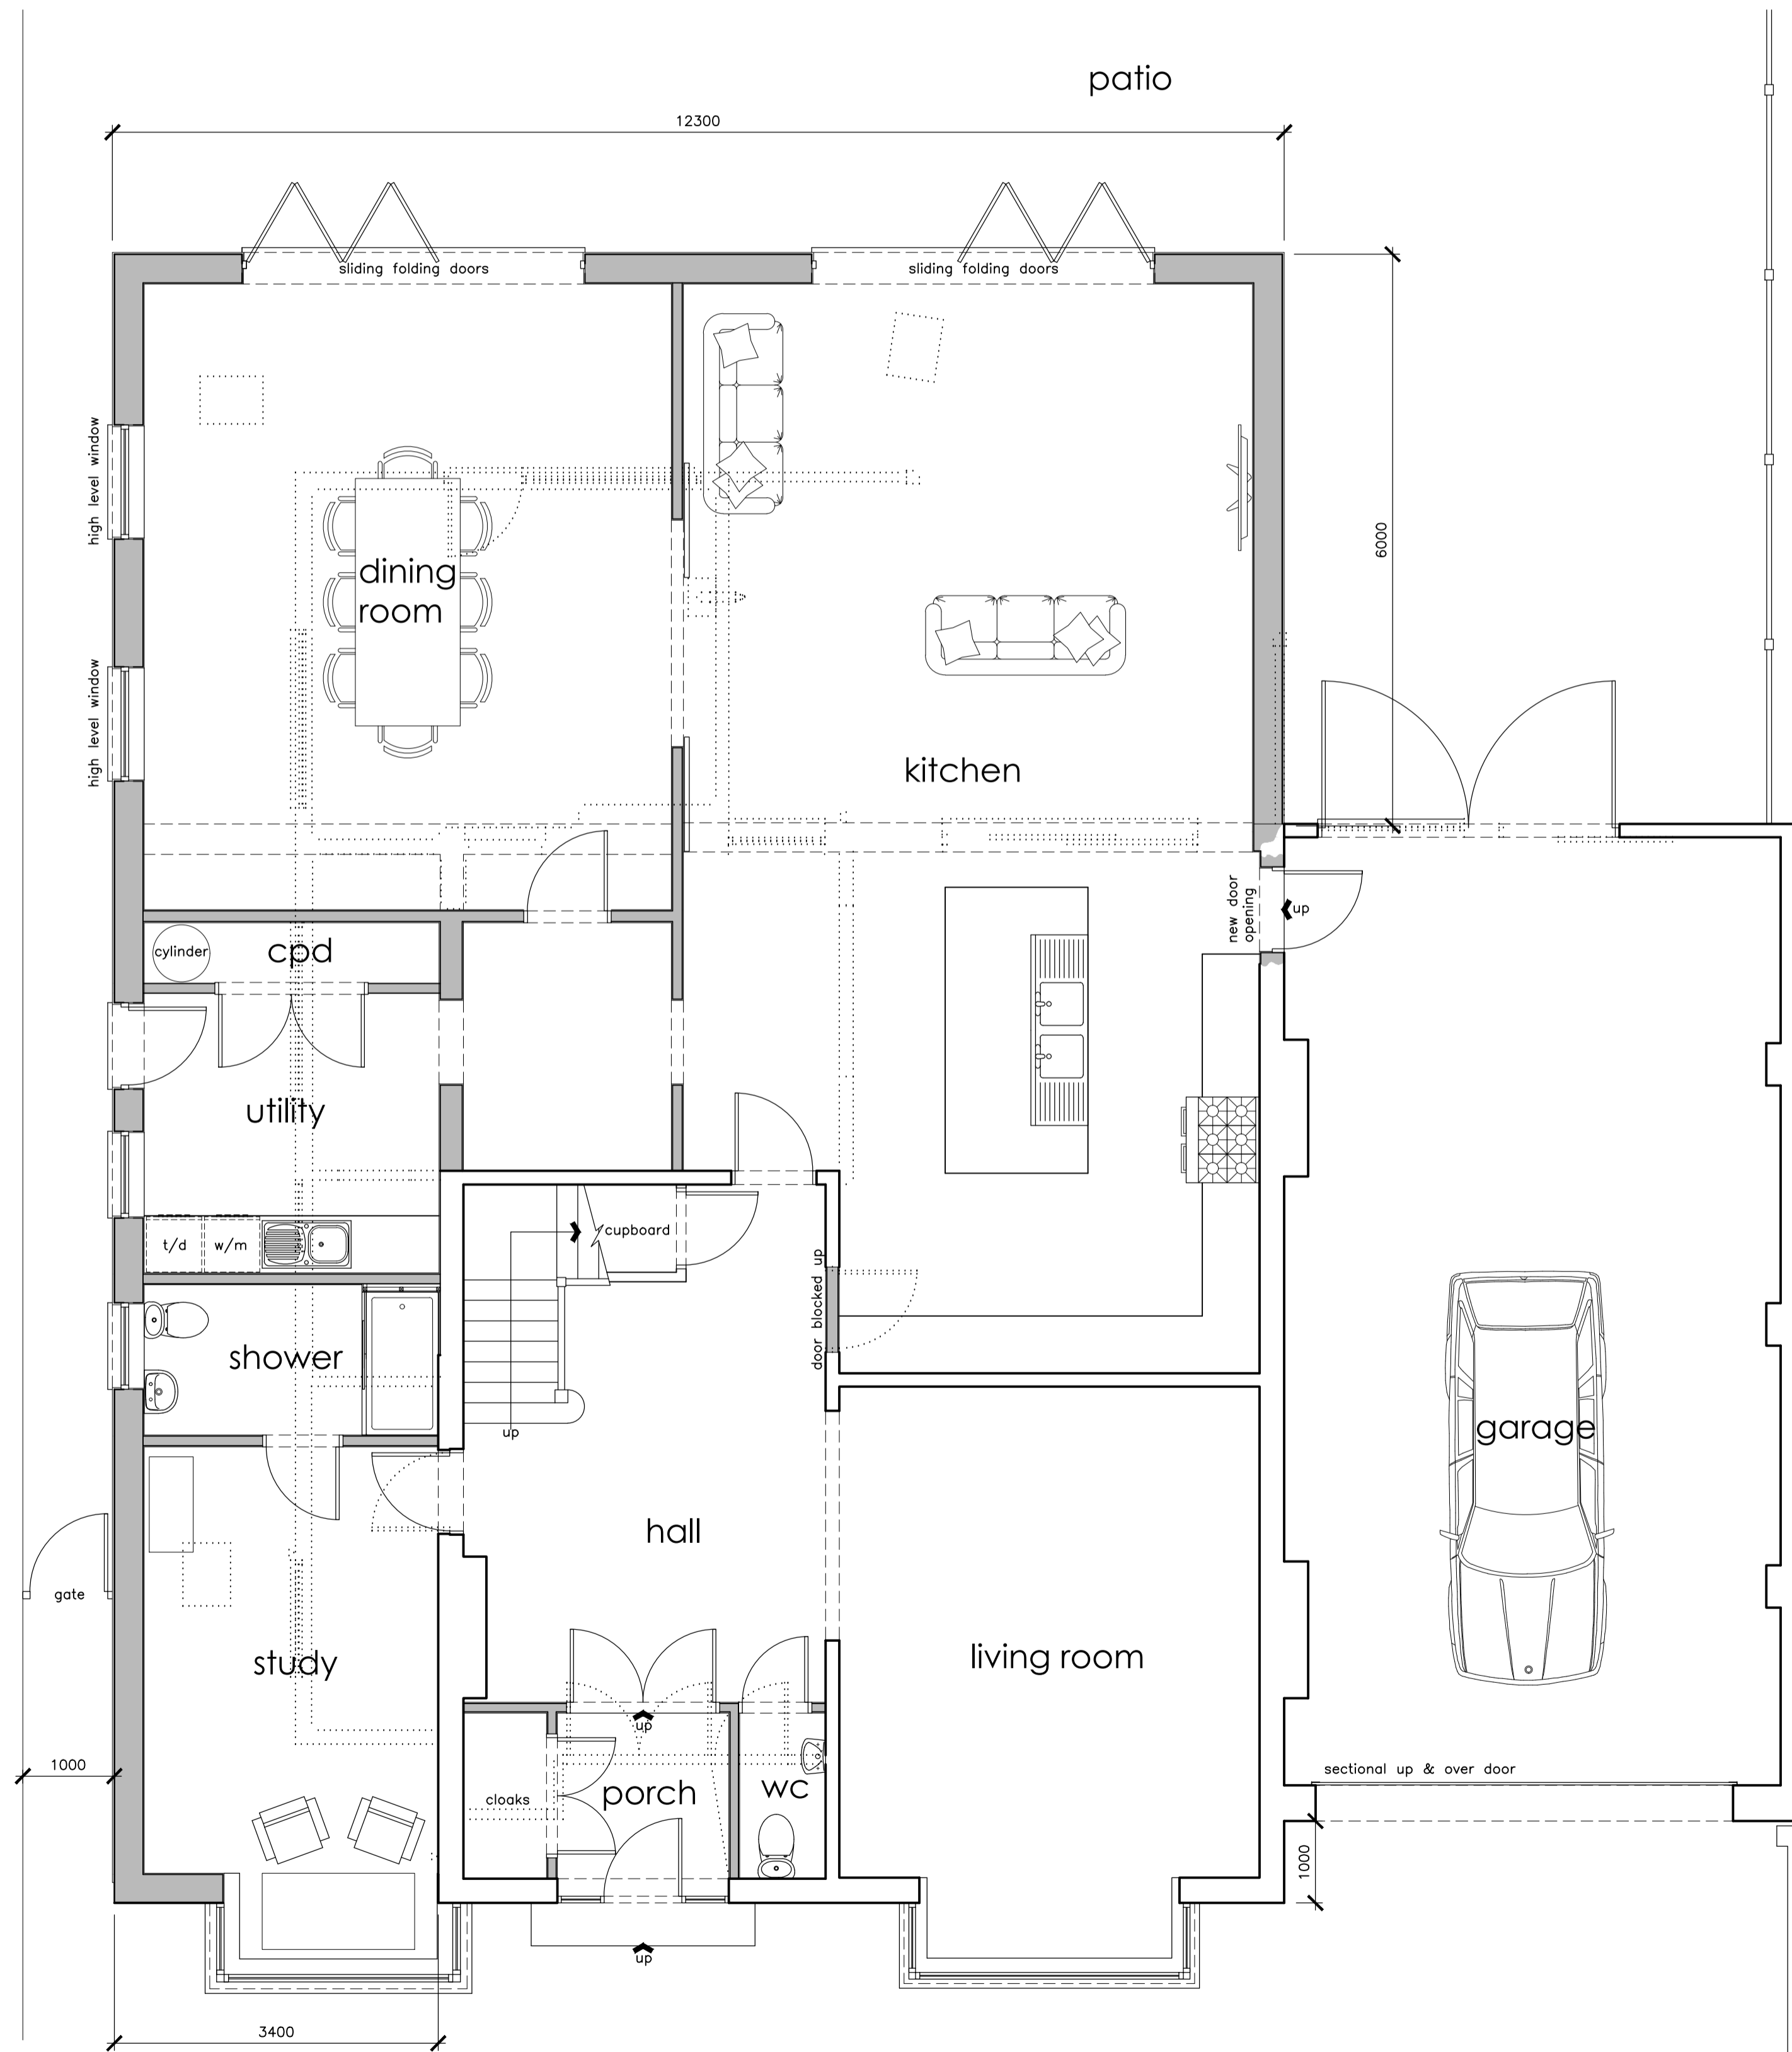 patio
12300
sliding folding doors
sliding folding doors
high level window
dining
room
6000
high level window
kitchen
new door
opening
up
cylinder
cpd
utility
t/d
w/m
cupboard
door blocked up
shower
up
garage
hall
gate
study
living room
up
1000
sectional up & over door
cloaks
porch
wc
1000
up
3400